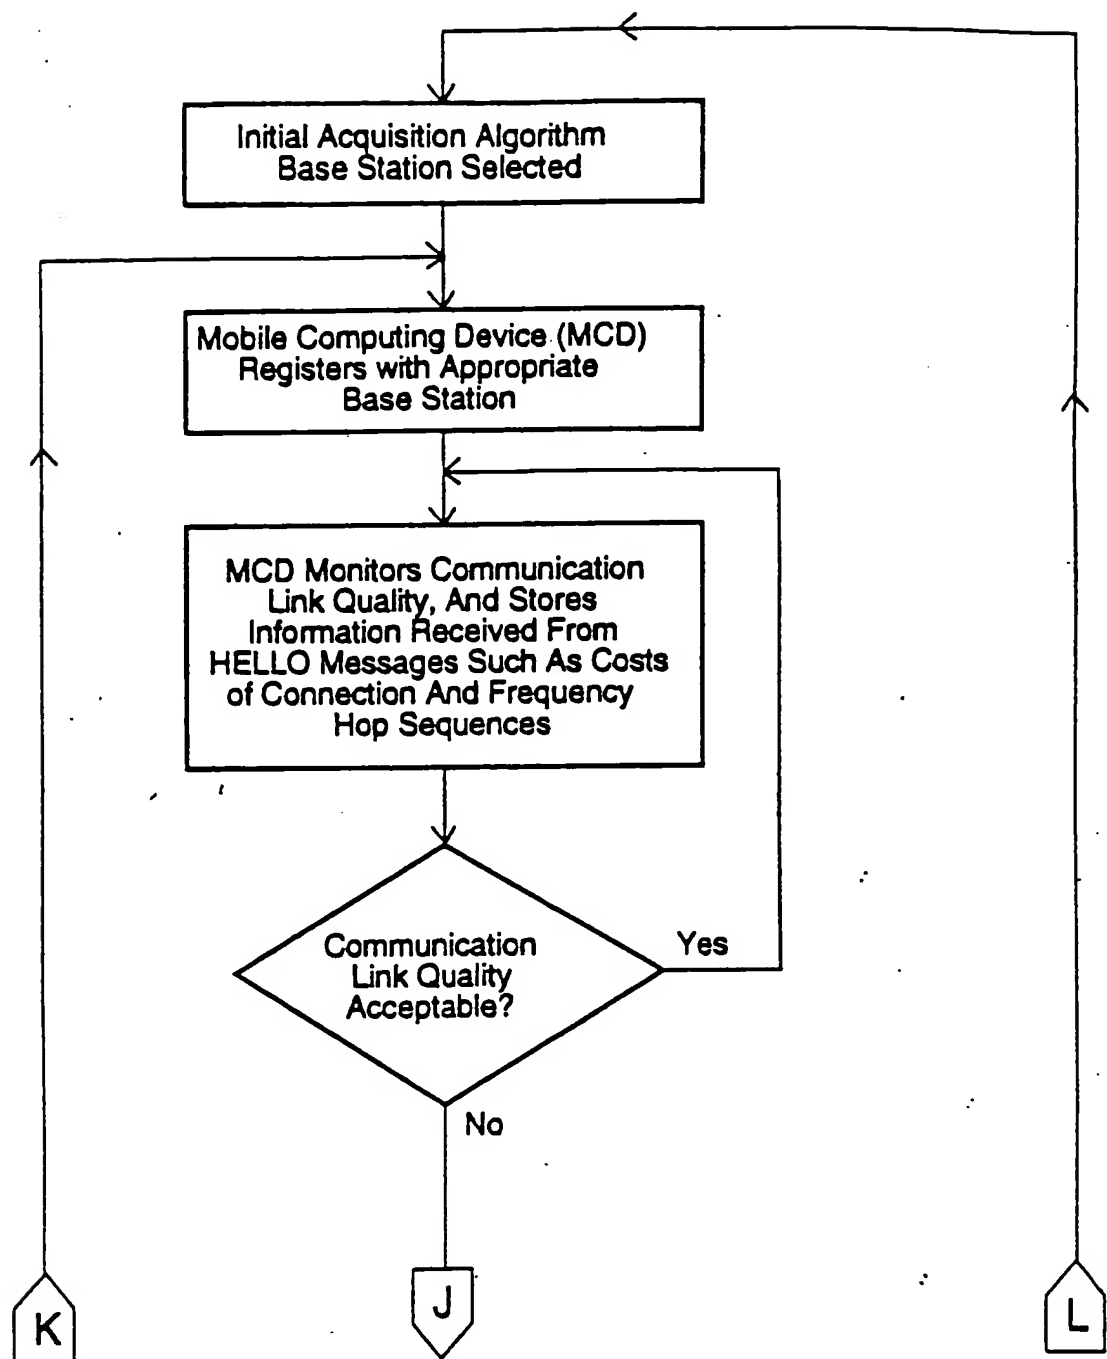 Initial Acquisition Algorithm
Base Station Selected
Mobile Computing Device (MCD)
Registers with Appropriate
Base Station
MCD Monitors Communication
Link Quality, And Stores
Information Received From
HELLO Messages Such As Costs
of Connection And Frequency
Hop Sequences
Communication
Link Quality
Acceptable?
Yes
No
K
J
L